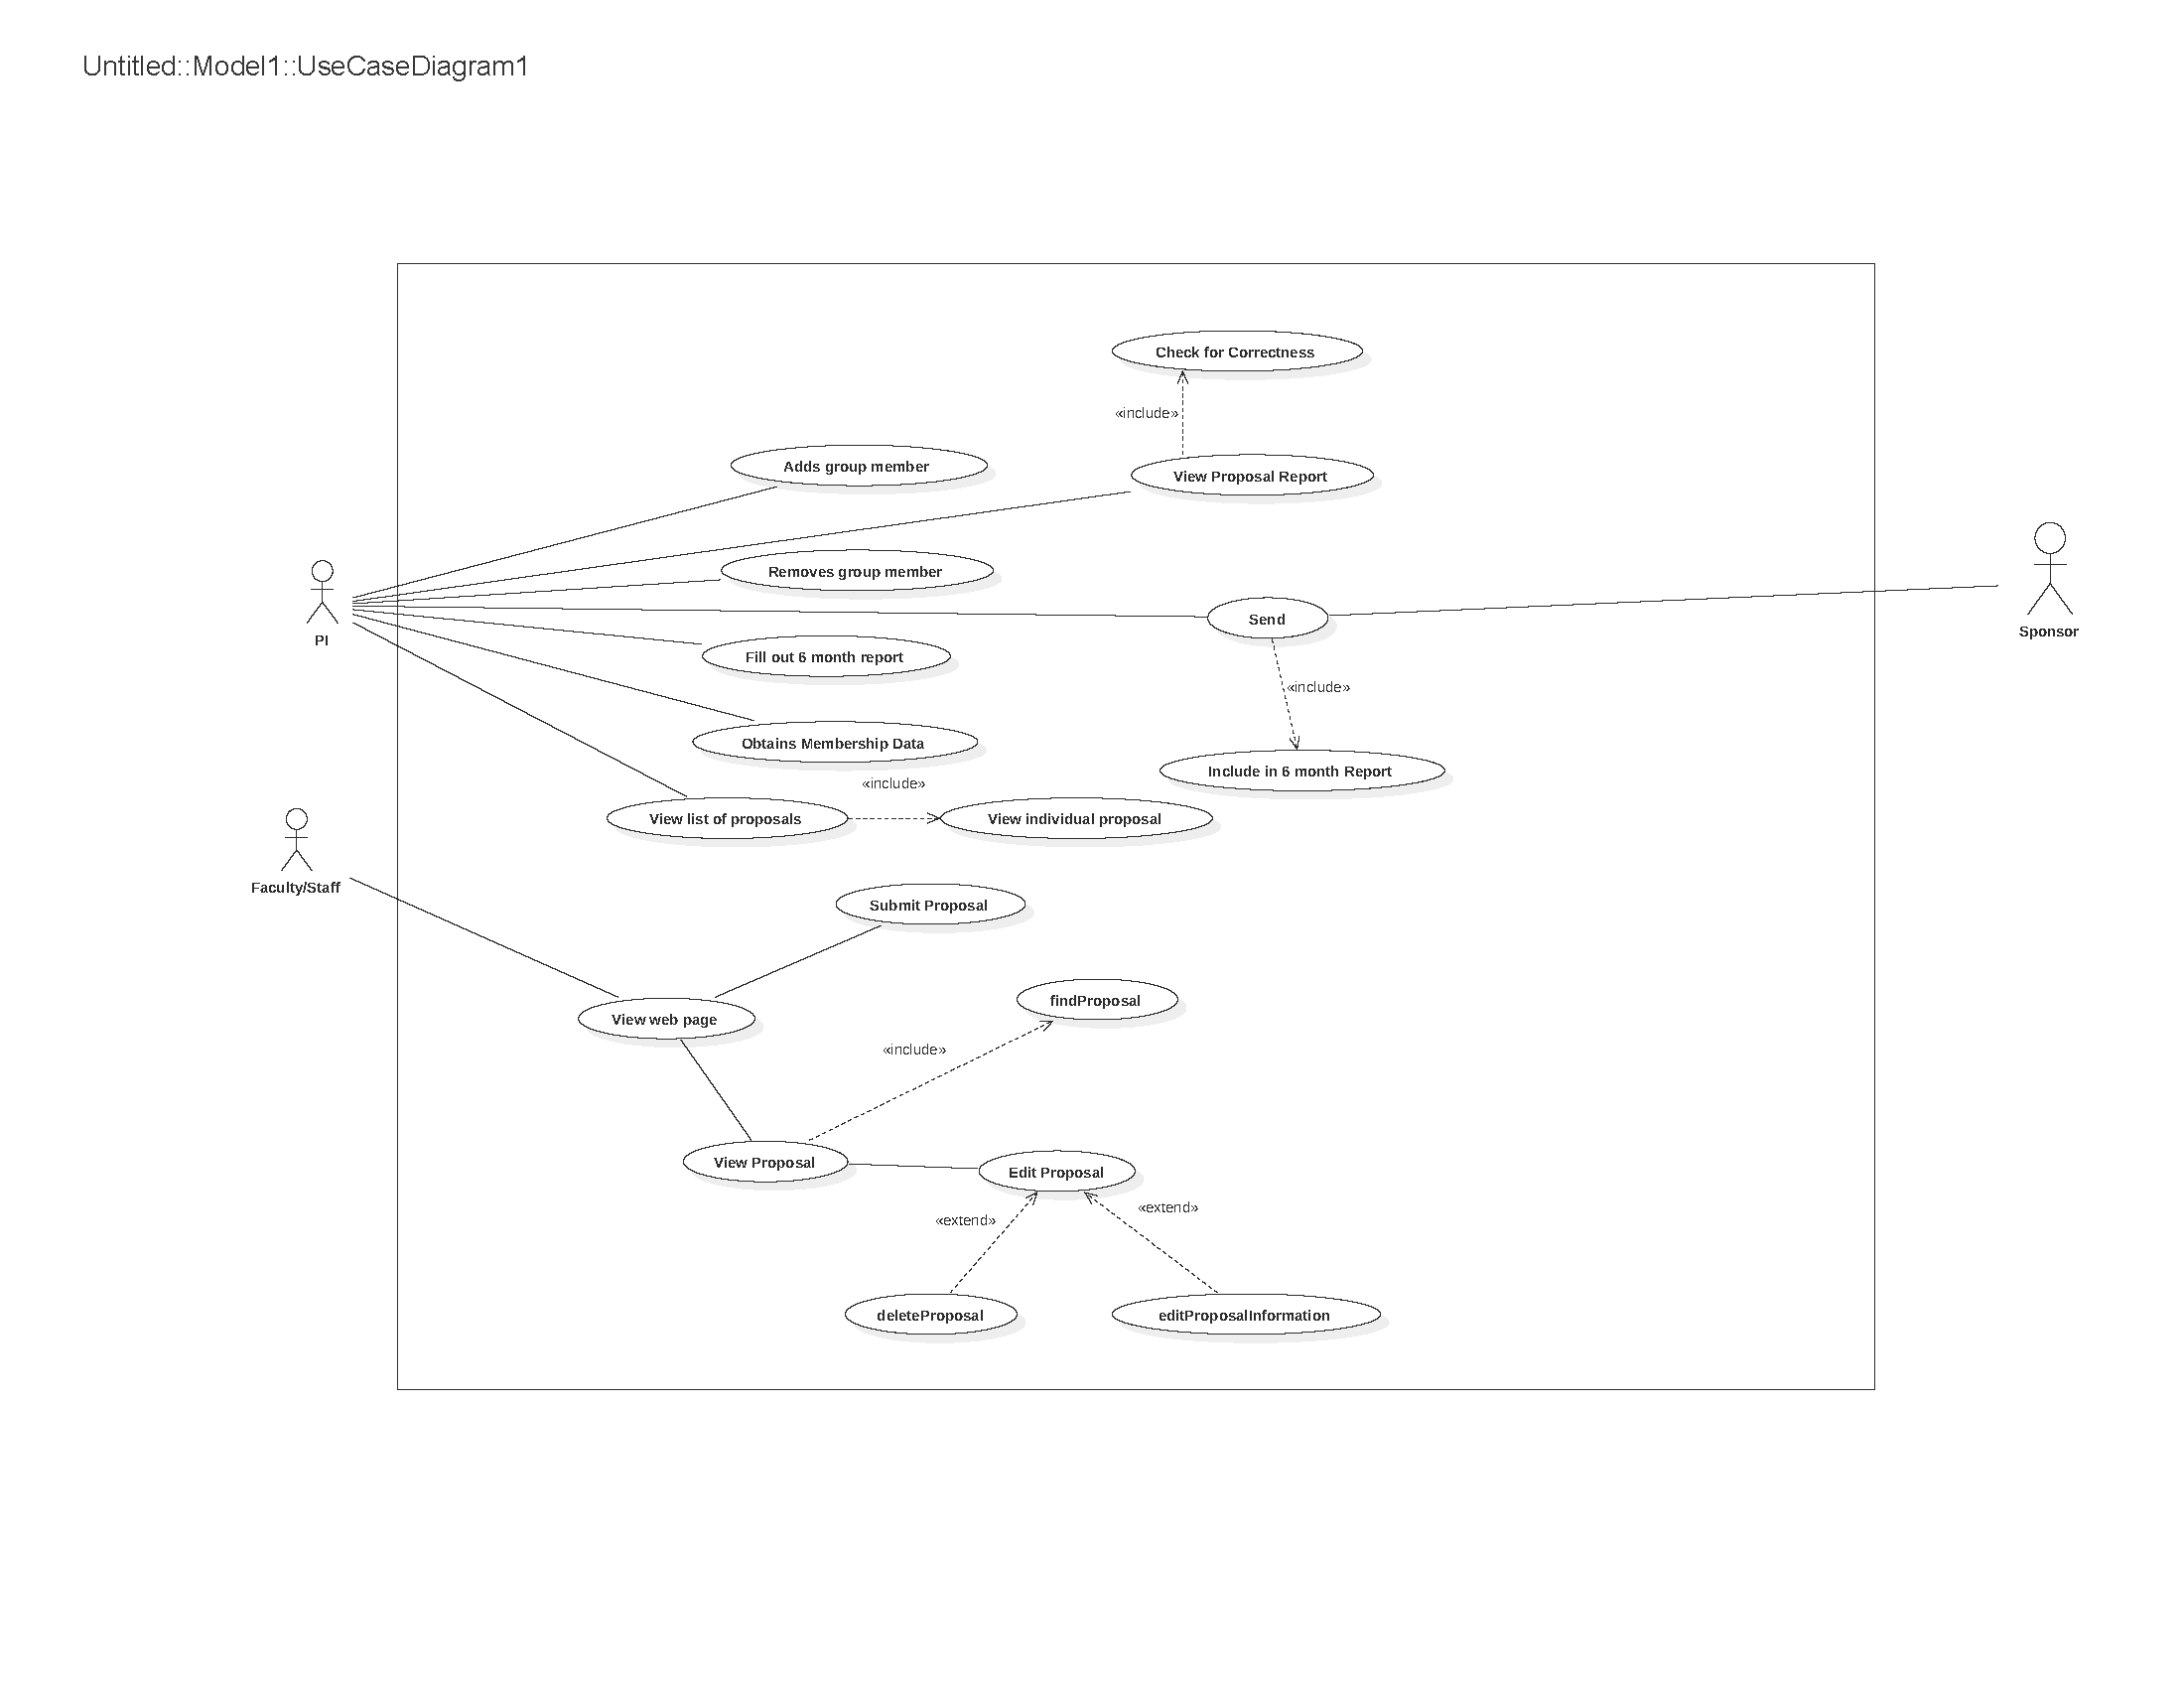 Untitled::Model1::UseCaseDiagram1
Check for Correctness
«include»
Adds group member
View Proposal Report
Removes group member
Send
PI
Sponsor
Fill out 6 month report
«include»
Obtains Membership Data
Include in 6 month Report
«include»
View list of proposals
View individual proposal
Faculty/Staff
Submit Proposal
findProposal
View web page
«include»
View Proposal
Edit Proposal
«extend»
«extend»
deleteProposal
editProposalInformation